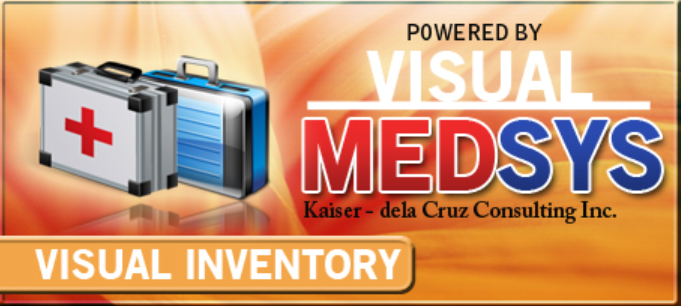 POWERED BY
VISUAL
MEDSYS
Kaiser - dela Cruz Consulting Inc.
VISUAL INVENTORY